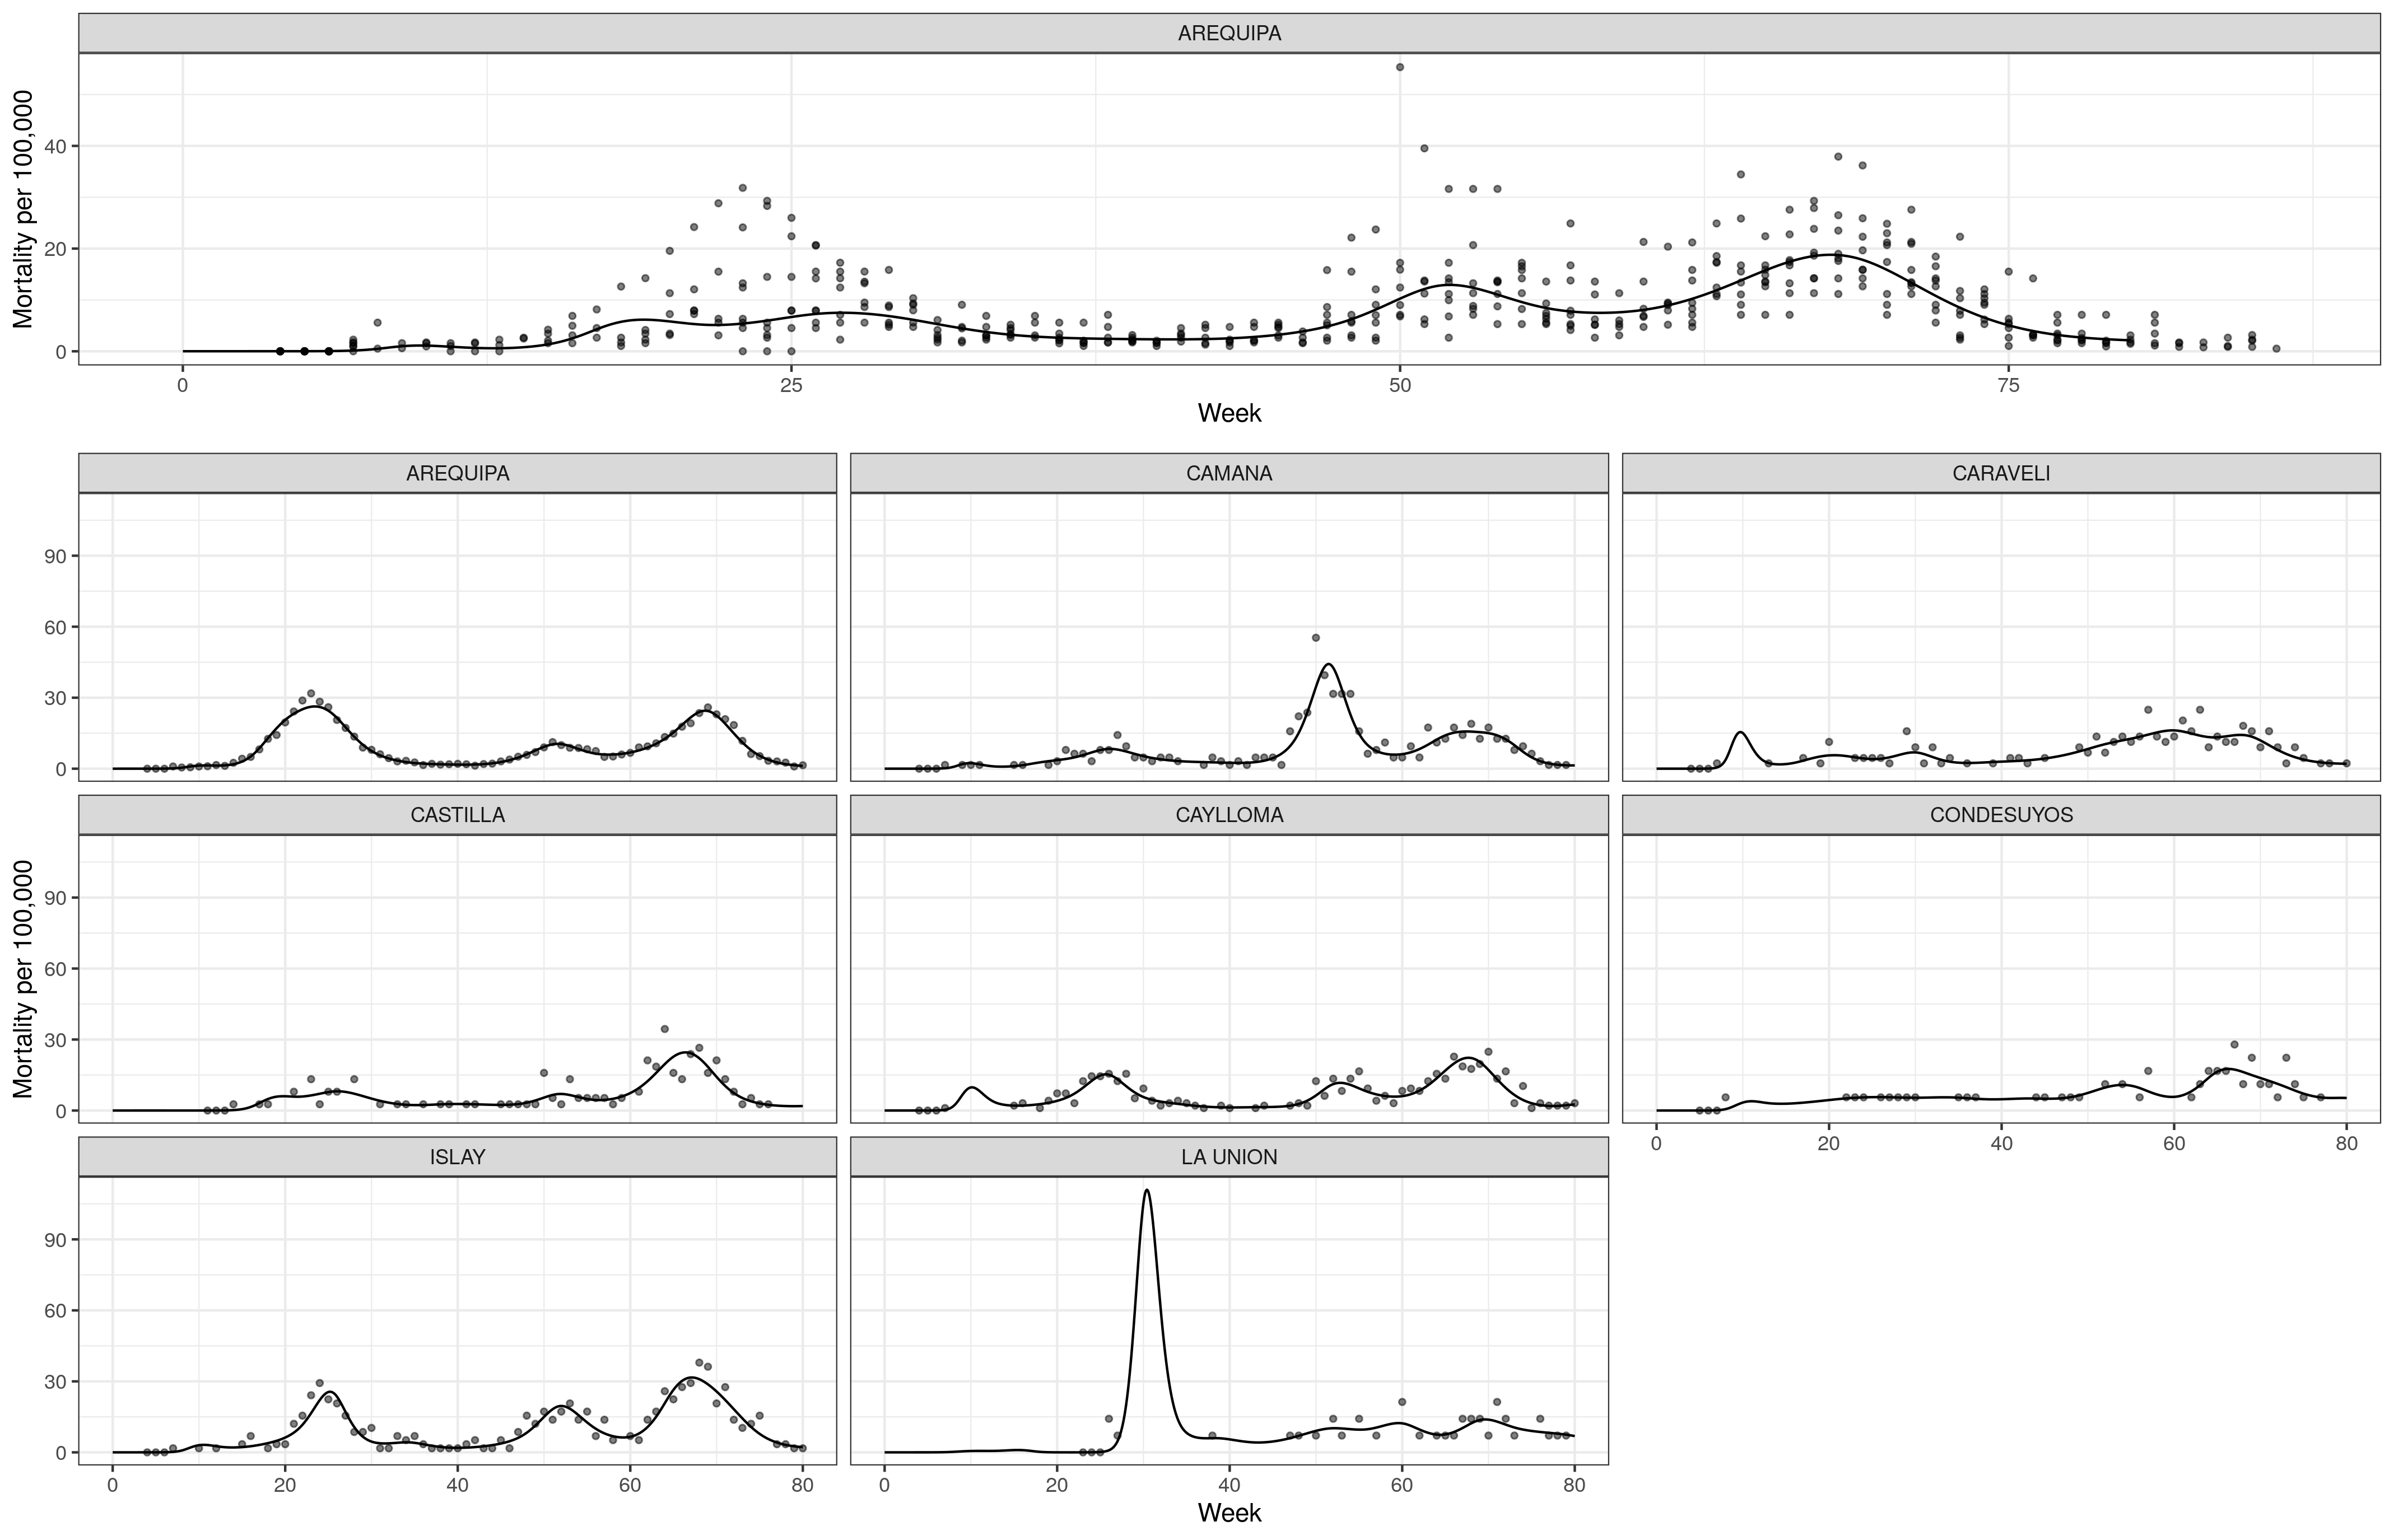 AREQUIPA
Mortality per 100,000
40
20
0
0 25 50 75
Week
AREQUIPA CAMANA CARAVELI
90
60
30
0
CASTILLA CAYLLOMA CONDESUYOS
Mortality per 100,000
90
60
30
0
0 20 40 60 80
ISLAY LA UNION
90
60
30
0
0 20 40 60 80 0 20 40 60 80
Week